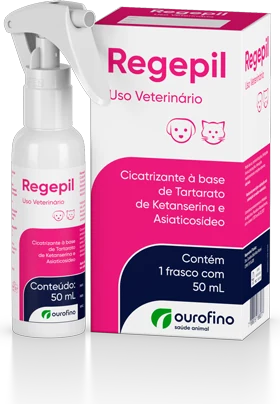 Regepil
Uso Veterinário
Cicatrizante à base
de Tartarato
de Ketanserina e
Asiaticosídeo
Conteúdo:
50 mL
ourofino
Regepil
Uso Veterinário
Cicatrizante à base
de Tartarato
de Ketanserina e
Asiaticosídeo
Contém
1 frasco com
50 mL
ourofino
saúde animal
Regepil